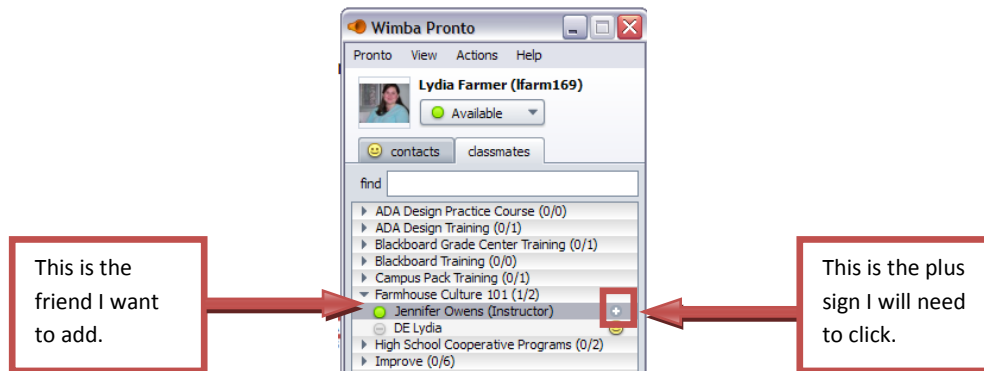 Wimba Pronto
Pronto View Actions Help
Lydia Farmer (lfarm169)
Available
contacts classmates
find
ADA Design Practice Course (0/0)
ADA Design Training (0/1)
Blackboard Grade Center Training (0/1)
Blackboard Training (0/0)
Campus Pack Training (0/1)
Farmhouse Culture 101 (1/2)
Jennifer Owens (Instructor)
DE Lydia
High School Cooperative Programs (0/2)
Improve (0/6)
This is the
friend I want
to add.
This is the plus
sign I will need
to click.